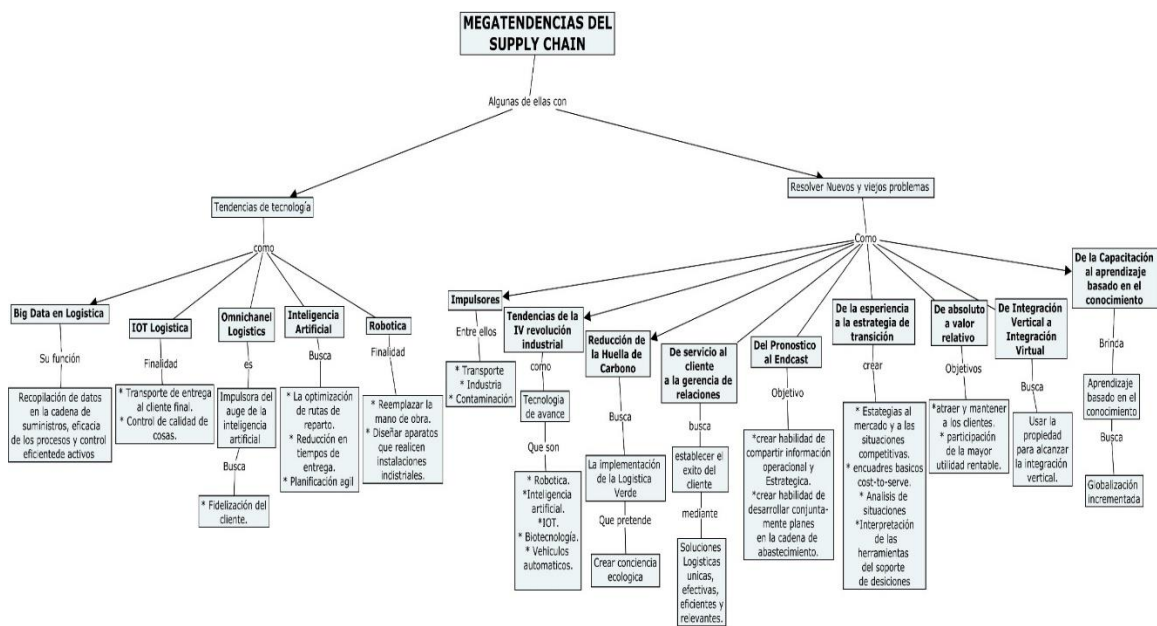 MEGATENDENCIAS DEL
SUPPLY CHAIN
Algunas de ellas con
Tendencias de tecnología
como
Big Data en Logistica
Su función
Recopilación de datos
en la cadena de
suministros, eficacia
de los procesos y control
eficientede activos
IOT Logistica
Finalidad
* Transporte de entrega
al cliente final.
* Control de calidad de
cosas.
Omnichanel
Logistics
es
Impulsora del
auge de la
inteligencia
artificial
Busca
* Fidelización del
cliente.
Inteligencia
Artificial
Busca
* La optimización
de rutas de
reparto.
* Reducción en
tiempos de
entrega.
* Planificación agil
Robotica
Finalidad
* Reemplazar la
mano de obra.
* Diseñar aparatos
que realicen
instalaciones
indistriales.
Resolver Nuevos y viejos problemas
Como
Impulsores
Entre ellos
* Transporte
* Industria
* Contaminación
Tendencias de la
IV revolución
industrial
como
Tecnologia
de avance
Que son
* Robotica.
*Inteligencia
artificial.
*IOT.
* Biotecnología.
* Vehiculos
automaticos.
Reducción de
la Huella de
Carbono
Busca
La implementación
de la Logistica
Verde
Que pretende
Crear conciencia
ecologica
De servicio al
cliente
a la gerencia de
relaciones
busca
establecer el
exito del
cliente
mediante
Soluciones
Logisticas
unicas,
efectivas,
eficientes y
relevantes.
Del Pronostico
al Endcast
Objetivo
*crear habilidad de
compartir información
operacional y
Estrategica.
*crear habilidad de
desarrollar conjunta-
mente planes
en la cadena de
abastecimiento.
De la esperiencia
a la estrategia de
transición
crear
* Estrategias al
mercado y a las
situaciones
competitivas.
* encuadres basicos
cost-to-serve.
* Analisis de
situaciones
*Interpretación
de las
herramientas
del soporte
de desiciones
De absoluto
a valor
relativo
Objetivos
*atraer y mantener
a los clientes.
* participación
de la mayor
utilidad rentable.
De Integración
Vertical a
Integración
Virtual
Busca
Usar la
propiedad
para alcanzar
la integración
vertical.
De la Capacitación
al aprendizaje
basado en el
conocimiento
Brinda
Aprendizaje
basado en el
conocimiento
Busca
Globalización
incrementada